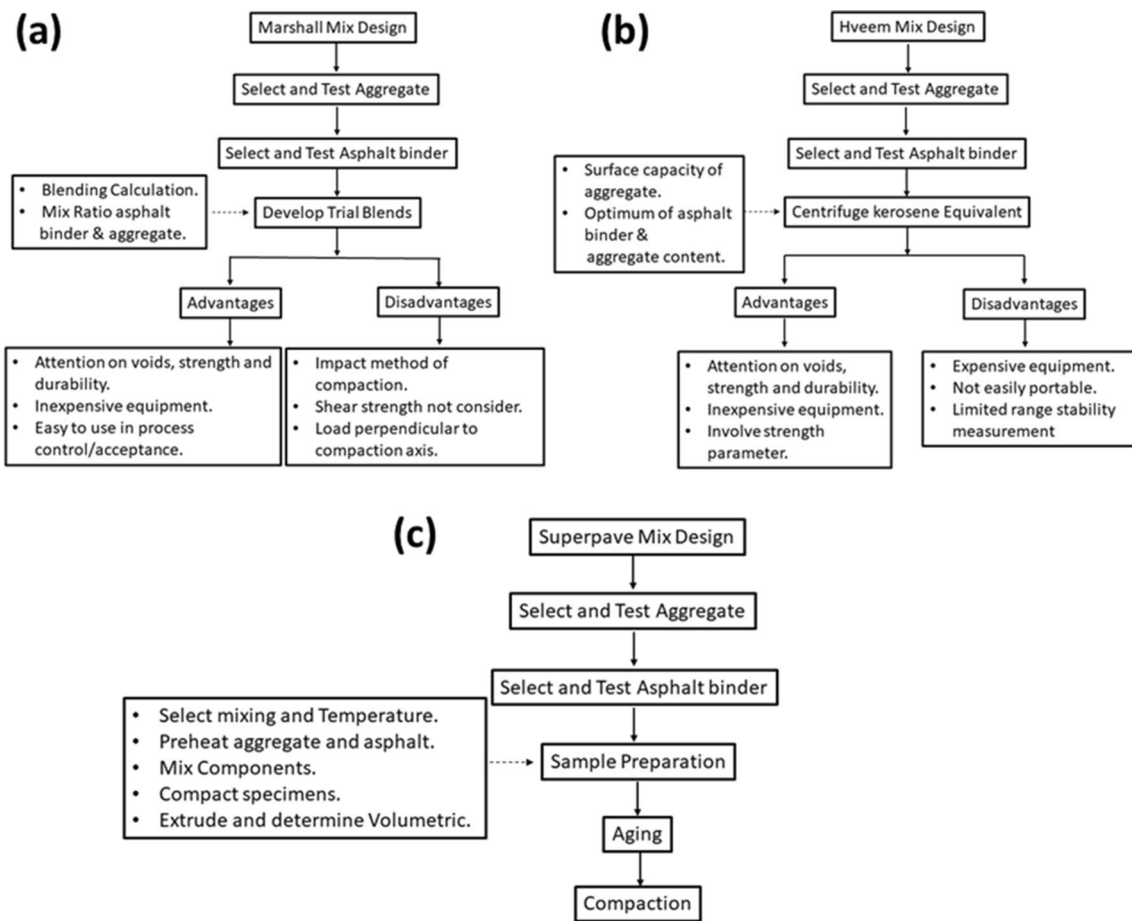 (a)
Marshall Mix Design
Select and Test Aggregate
Select and Test Asphalt binder
• Blending Calculation.
• Mix Ratio asphalt
binder & aggregate.
Develop Trial Blends
Advantages
Disadvantages
• Attention on voids, strength and
durability.
• Inexpensive equipment.
• Easy to use in process
control/acceptance.
• Impact method of
compaction.
• Shear strength not consider.
• Load perpendicular to
compaction axis.
(b)
Hveem Mix Design
Select and Test Aggregate
Select and Test Asphalt binder
• Surface capacity of
aggregate.
• Optimum of asphalt
binder &
aggregate content.
Centrifuge kerosene Equivalent
Advantages
Disadvantages
• Attention on voids,
strength and durability.
• Inexpensive equipment.
• Involve strength
parameter.
• Expensive equipment.
• Not easily portable.
• Limited range stability
measurement
(c)
Superpave Mix Design
Select and Test Aggregate
Select and Test Asphalt binder
• Select mixing and Temperature.
• Preheat aggregate and asphalt.
• Mix Components.
• Compact specimens.
• Extrude and determine Volumetric.
Sample Preparation
Aging
Compaction